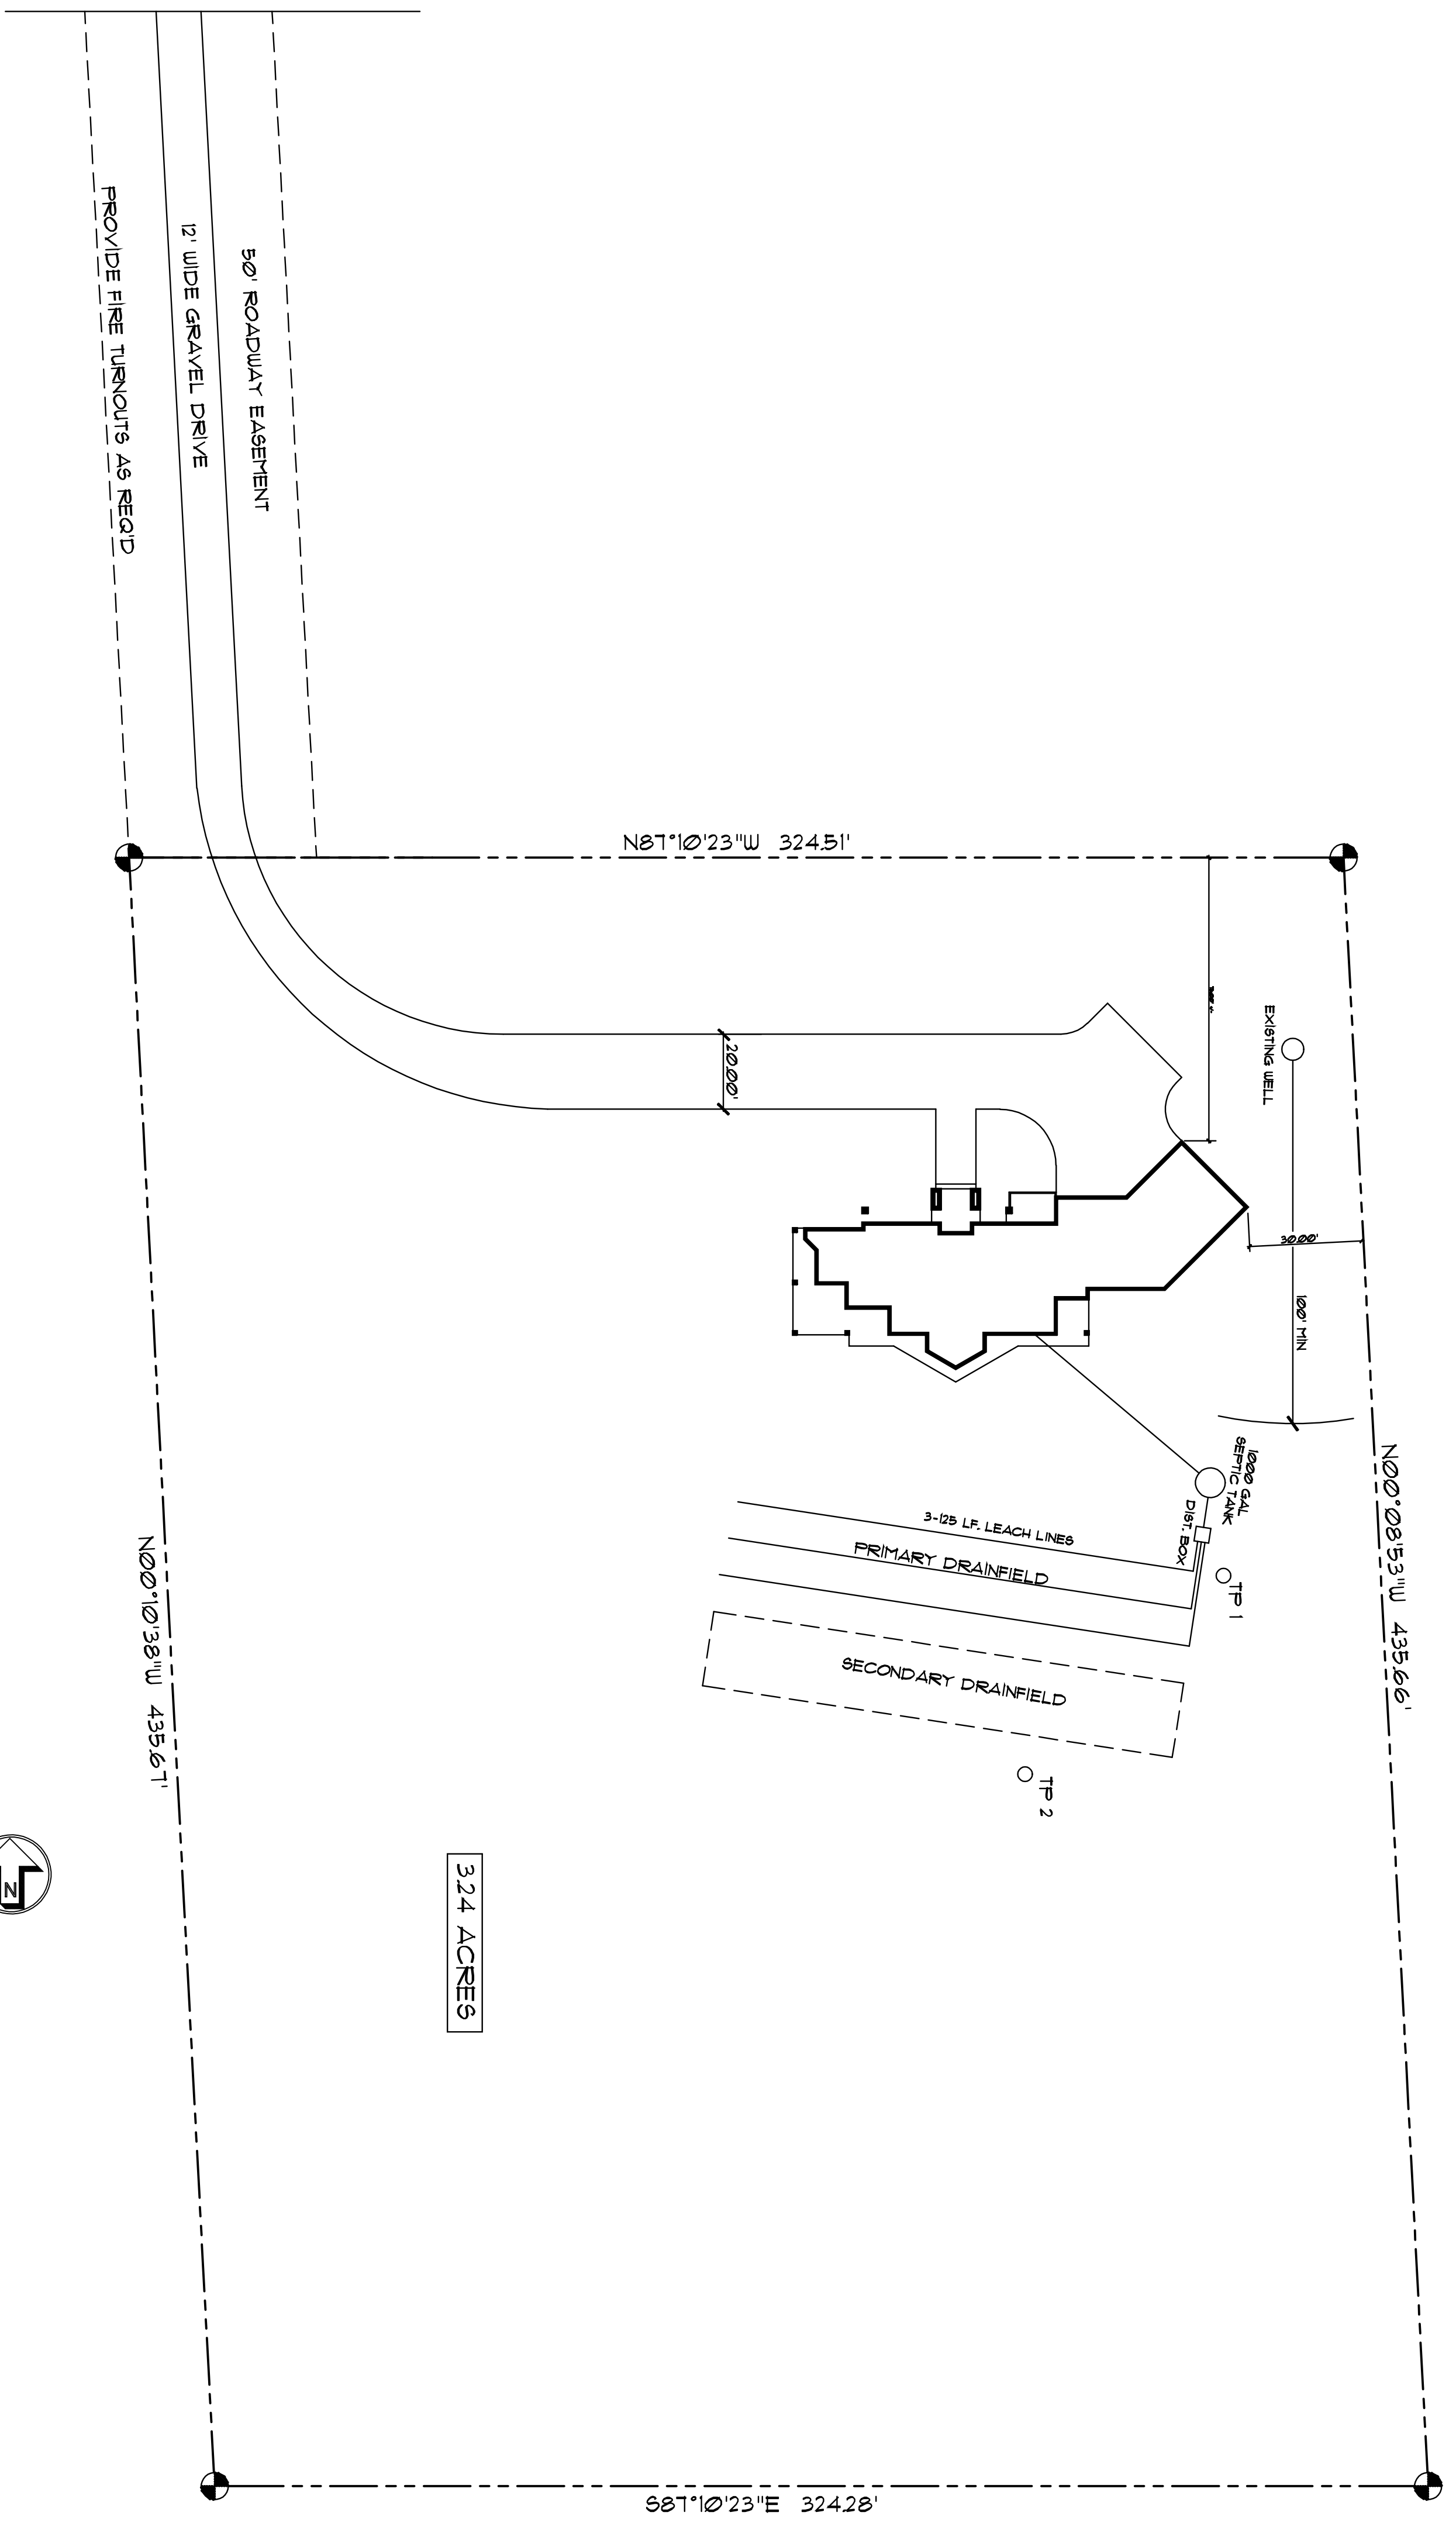 PROVIDE FIRE TURNOUTS AS REQ'D
12' WIDE GRAVEL DRIVE
50' ROADWAY EASEMENT
N87°10'23"W 324.51'
EXISTING WELL
20.00'
30.00'
100' MIN
1000 GAL
SEPTIC TANK
DIST. BOX
3-125 LF. LEACH LINES
PRIMARY DRAINFIELD
TP 1
SECONDARY DRAINFIELD
TP 2
N00°08'53"W 435.66'
N00°10'38"W 435.67'
3.24 ACRES
N
S87°10'23"E 324.28'